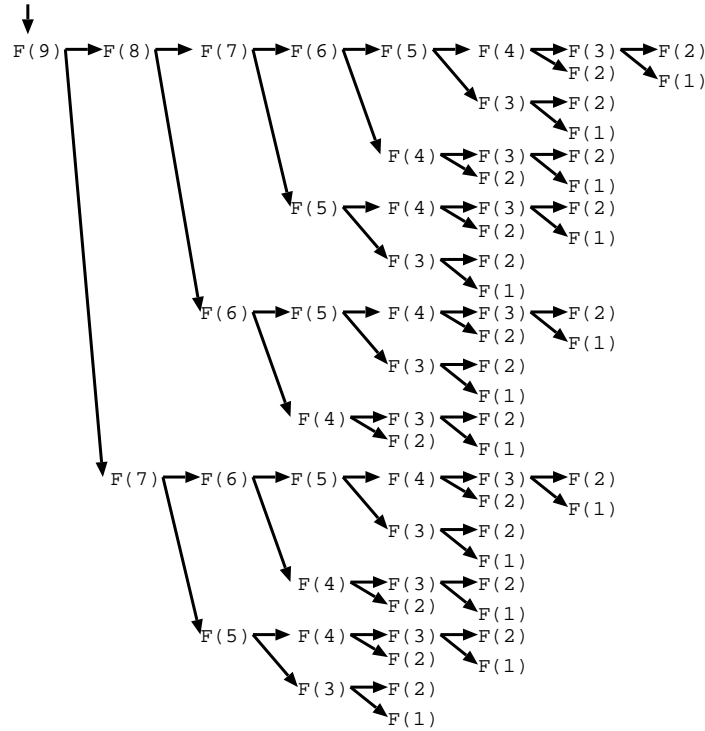 F(9) F(8) F(7) F(6) F(5) F(4) F(3) F(2)
F(2) F(1)
F(3) F(2)
F(1)
F(4) F(3) F(2)
F(2) F(1)
F(5) F(4) F(3) F(2)
F(2) F(1)
F(3) F(2)
F(1)
F(6) F(5) F(4) F(3) F(2)
F(2) F(1)
F(3) F(2)
F(1)
F(4) F(3) F(2)
F(2) F(1)
F(7) F(6) F(5) F(4) F(3) F(2)
F(2) F(1)
F(3) F(2)
F(1)
F(4) F(3) F(2)
F(2) F(1)
F(5) F(4) F(3) F(2)
F(2) F(1)
F(3) F(2)
F(1)